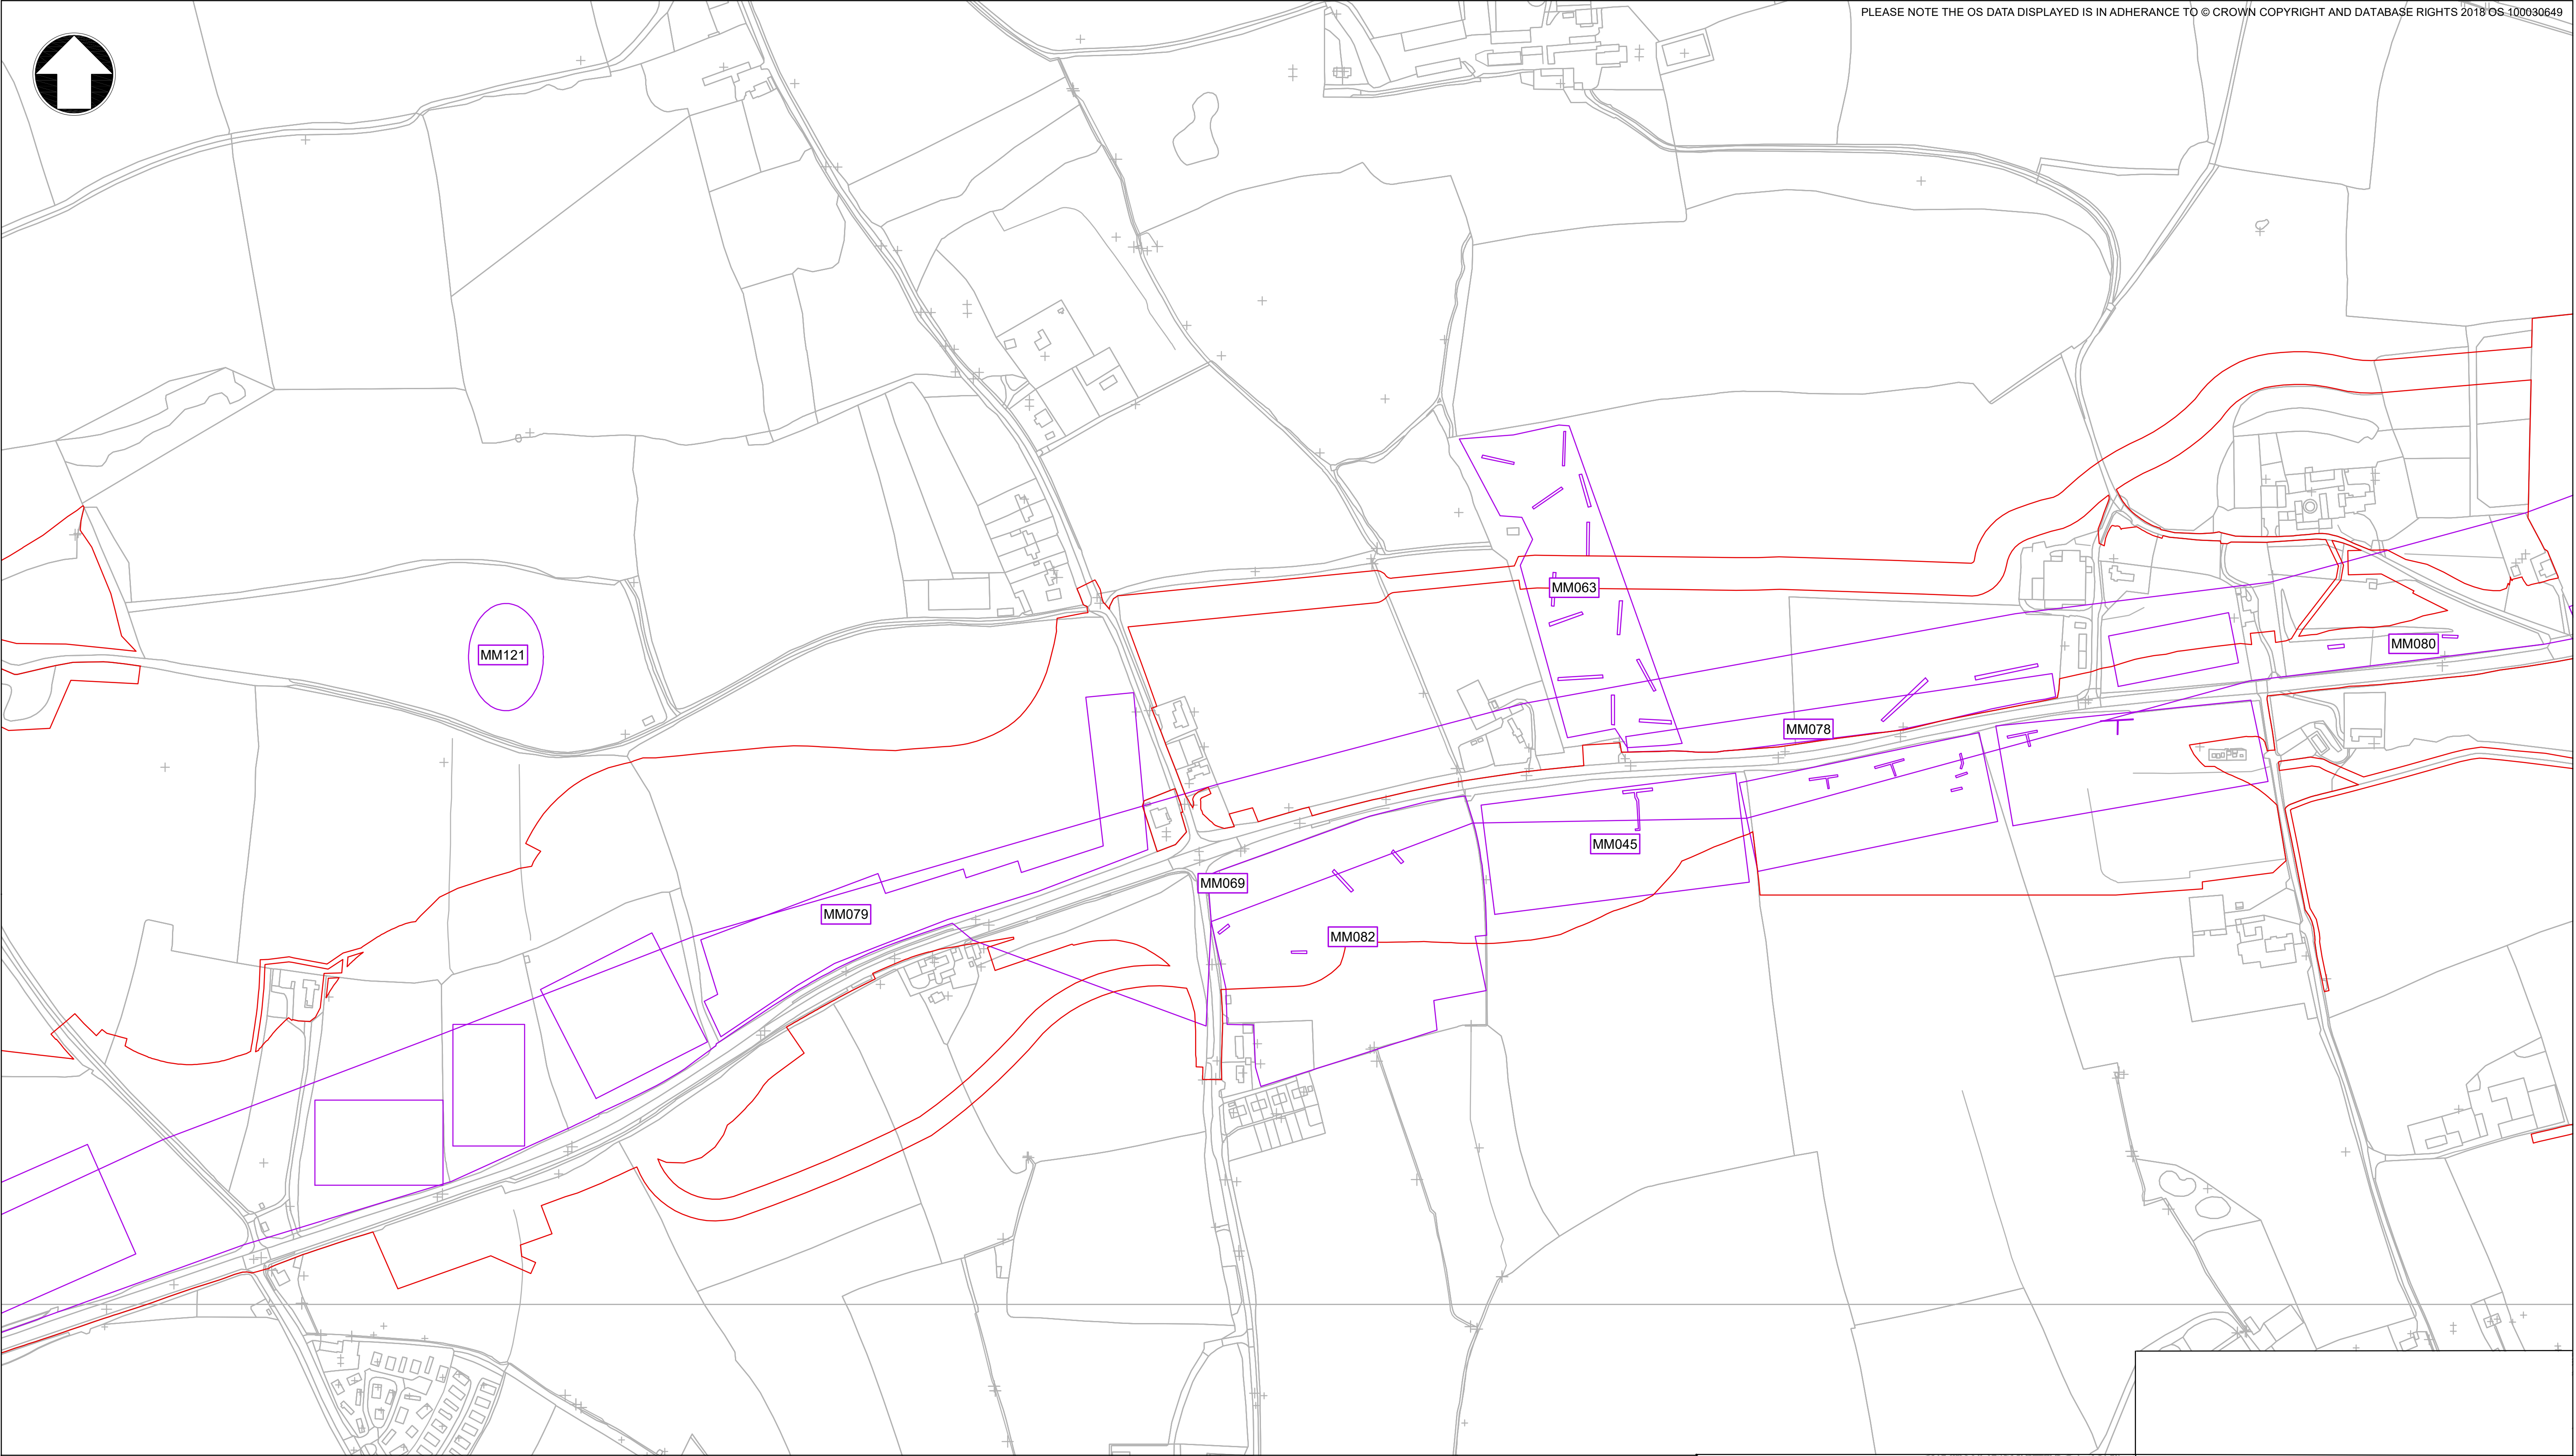 PLEASE NOTE THE OS DATA DISPLAYED IS IN ADHERANCE TO © CROWN COPYRIGHT AND DATABASE RIGHTS 2018 OS 100030649
MM063
MM080
MM121
MM078
MM045
MM069
MM079
MM082